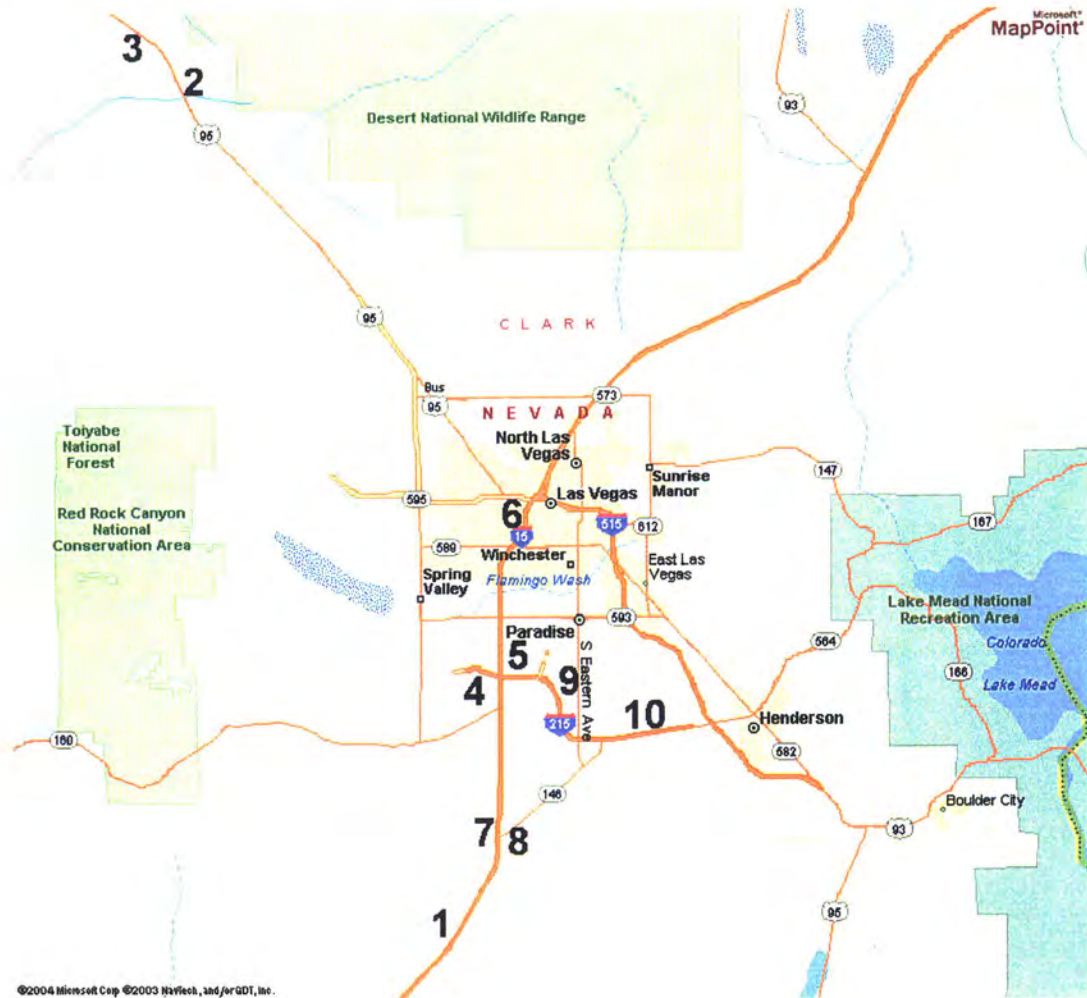 Microsoft®
MapPoint®
3
2
93
Desert National Wildlife Range
95
95
CLARK
Bus
95
573
NEVADA
Toiyabe
National
Forest
North Las
Vegas
Sunrise
Manor
147
595
Las Vegas
Red Rock Canyon
National
Conservation Area
6
15
515
612
167
589
Winchester
East Las
Vegas
Spring
Valley
Flamingo Wash
Lake Mead National
Recreation Area
593
Paradise
564
Colorado
5
S Eastern Ave
166
4
9
Lake Mead
215
10
Henderson
160
582
146
Boulder City
7
8
93
1
95
©2004 Microsoft Corp ©2003 NavTech, and/or GDT, Inc.